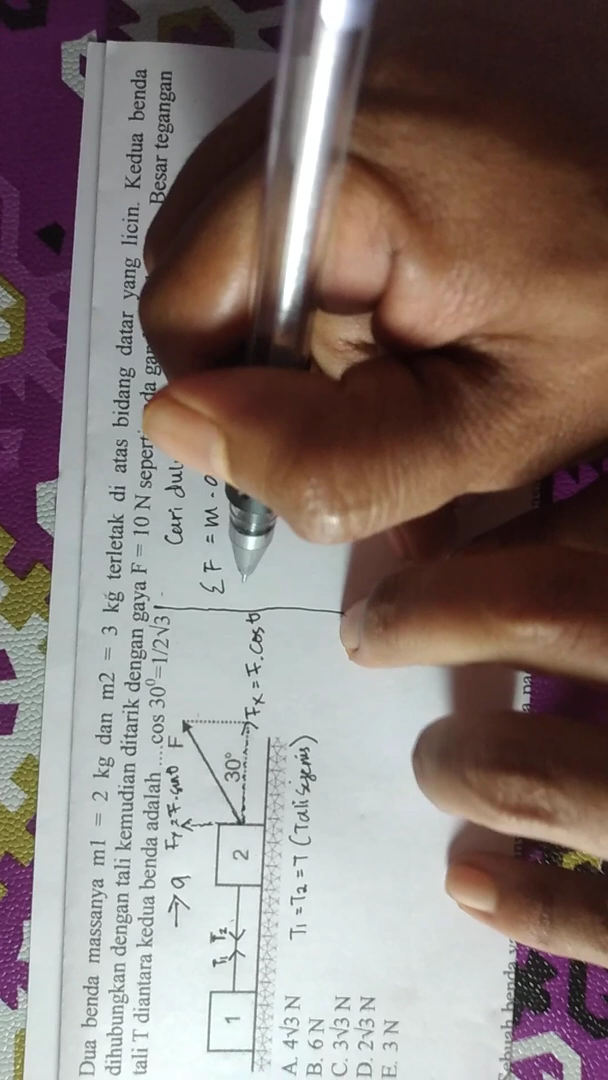 Dua benda massanya m1 = 2 kg dan m2 = 3 kg terletak di atas bidang datar yang licin. Kedua benda
dihubungkan dengan tali kemudian ditarik dengan gaya F = 10 N Besar tegangan
tali T diantara kedua benda adalah ....cos 30⁰=1/2√3
Cari
→ a
Fy = F.sin θ
F
ΣF = m.
1
T₁ T₂
2
30°
Fx = F.cos θ
A. 4√3 N
T₁ = T₂ = T (Tali Sejenis)
B. 6 N
C. 3√3 N
D. 2√3 N
E. 3 N
Sebuah benda